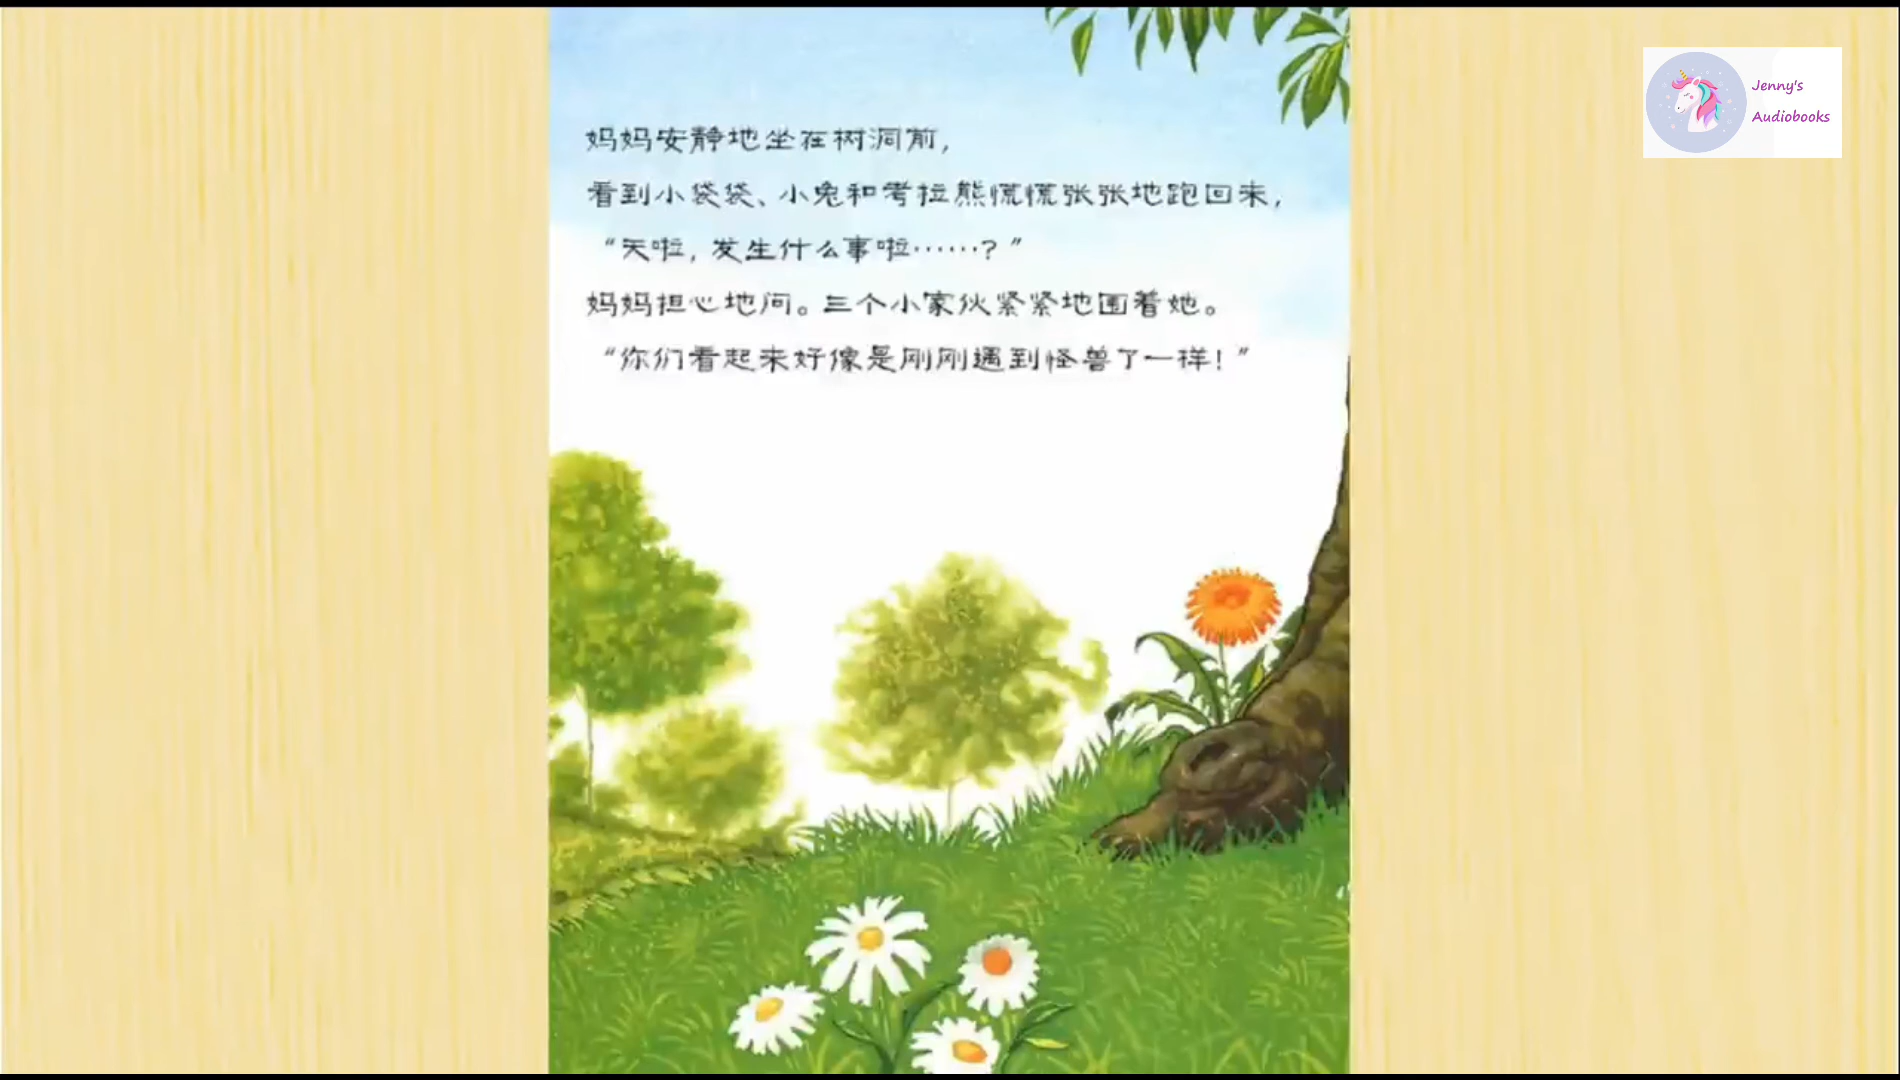 妈妈安静地坐在树洞前，
看到小袋袋、小兔和考拉熊慌慌张张地跑回来，
“天啦，发生什么事啦……？”
妈妈担心地问。三个小家伙紧紧地围着她。
“你们看起来好像是刚刚遇到怪兽了一样！”
Jenny's
Audiobooks